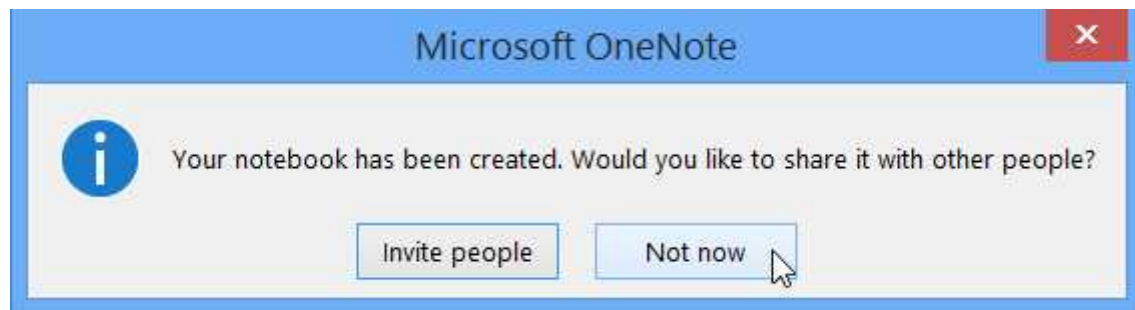 Microsoft OneNote
Your notebook has been created. Would you like to share it with other people?
Invite people
Not now